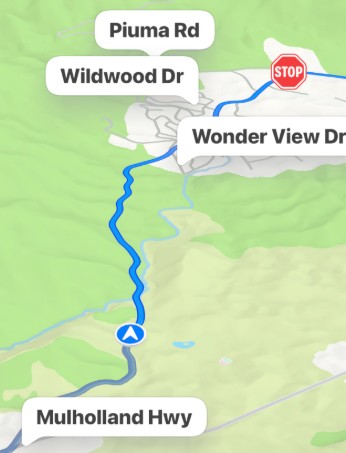 Piuma Rd
Wildwood Dr
STOP
Wonder View Dr
Mulholland Hwy